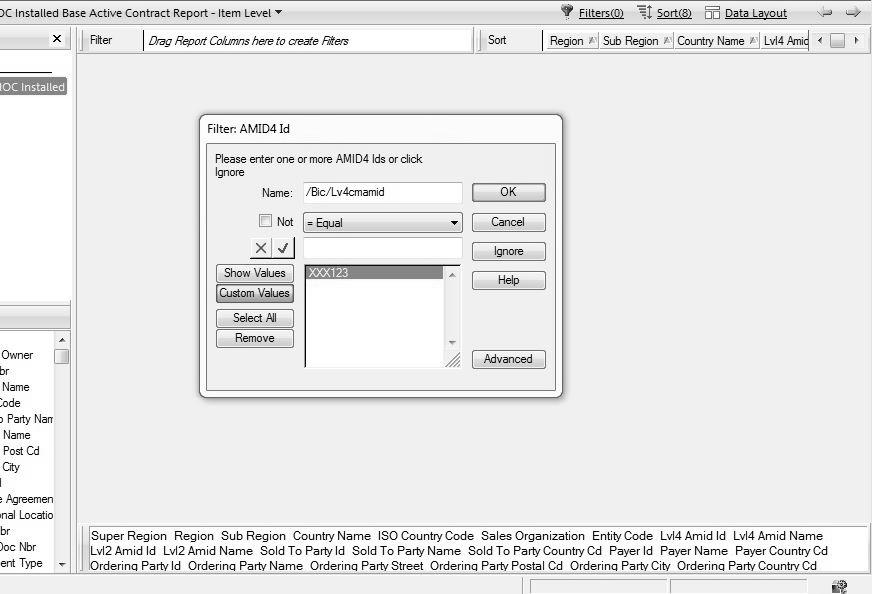 OC Installed Base Active Contract Report - Item Level
Filters(0) Sort(8) Data Layout
Filter Drag Report Columns here to create Filters Sort Region Sub Region Country Name Lvl4 Amid
IOC Installed
Filter: AMID4 Id
Please enter one or more AMID4 Ids or click
Ignore
Name: /Bic/Lv4cmamid OK
Not = Equal Cancel
Ignore
Show Values XXX123 Help
Custom Values
Select All
Remove
Advanced
Owner
br
Name
Code
o Party Nam
Name
Post Cd
City
e Agreemen
onal Locatio
br
Doc Nbr
ent Type
Super Region Region Sub Region Country Name ISO Country Code Sales Organization Entity Code Lvl4 Amid Id Lvl4 Amid Name
Lvl2 Amid Id Lvl2 Amid Name Sold To Party Id Sold To Party Name Sold To Party Country Cd Payer Id Payer Name Payer Country Cd
Ordering Party Id Ordering Party Name Ordering Party Street Ordering Party Postal Cd Ordering Party City Ordering Party Country Cd